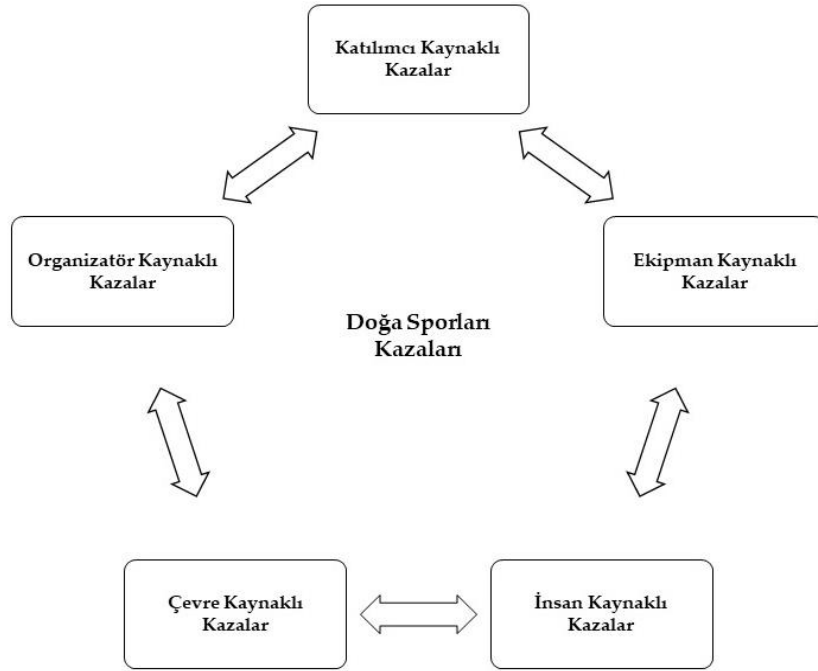 Katılımcı Kaynaklı
Kazalar
Organizatör Kaynaklı
Kazalar
Ekipman Kaynaklı
Kazalar
Doğa Sporları
Kazaları
Çevre Kaynaklı
Kazalar
İnsan Kaynaklı
Kazalar